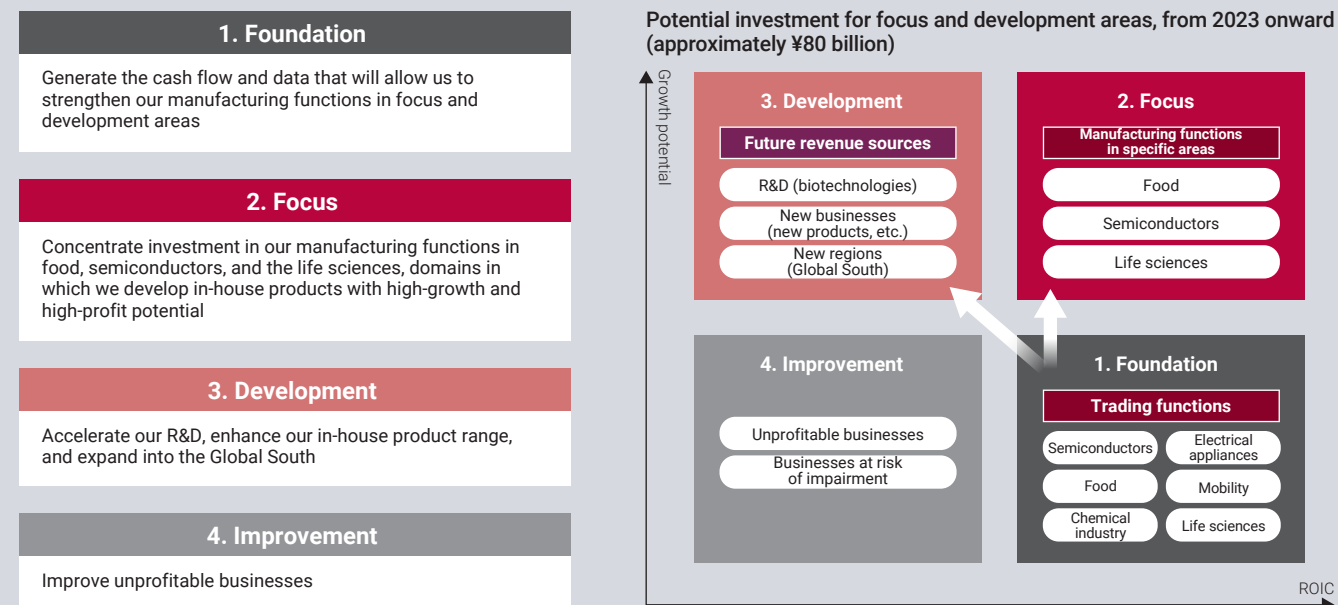 1. Foundation
Generate the cash flow and data that will allow us to
strengthen our manufacturing functions in focus and
development areas
2. Focus
Concentrate investment in our manufacturing functions in
food, semiconductors, and the life sciences, domains in
which we develop in-house products with high-growth and
high-profit potential
3. Development
Accelerate our R&D, enhance our in-house product range,
and expand into the Global South
4. Improvement
Improve unprofitable businesses
Potential investment for focus and development areas, from 2023 onward
(approximately ¥80 billion)
Growth potential
3. Development
Future revenue sources
R&D (biotechnologies)
New businesses
(new products, etc.)
New regions
(Global South)
2. Focus
Manufacturing functions
in specific areas
Food
Semiconductors
Life sciences
4. Improvement
Unprofitable businesses
Businesses at risk
of impairment
1. Foundation
Trading functions
Semiconductors
Electrical
appliances
Food
Mobility
Chemical
industry
Life sciences
ROIC